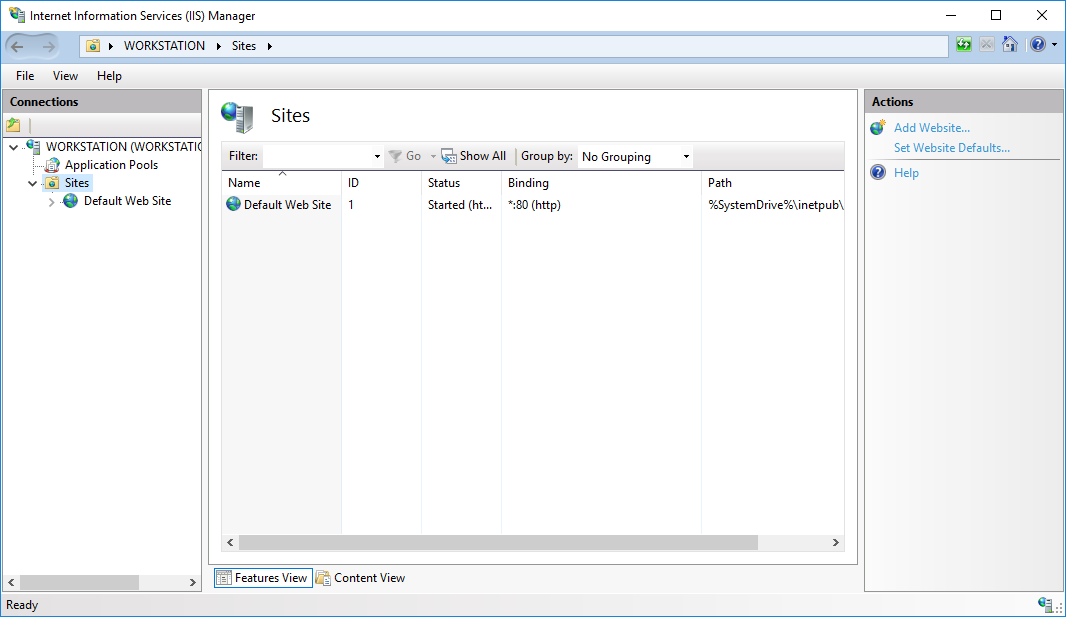 Internet Information Services (IIS) Manager
WORKSTATION Sites
File View Help
Connections
WORKSTATION (WORKSTATIO
Application Pools
Sites
Default Web Site
Sites
Filter: Go Show All Group by: No Grouping
Name ID Status Binding Path
Default Web Site 1 Started (ht... *:80 (http) %SystemDrive%\inetpub\
Features View Content View
Actions
Add Website...
Set Website Defaults...
Help
Ready